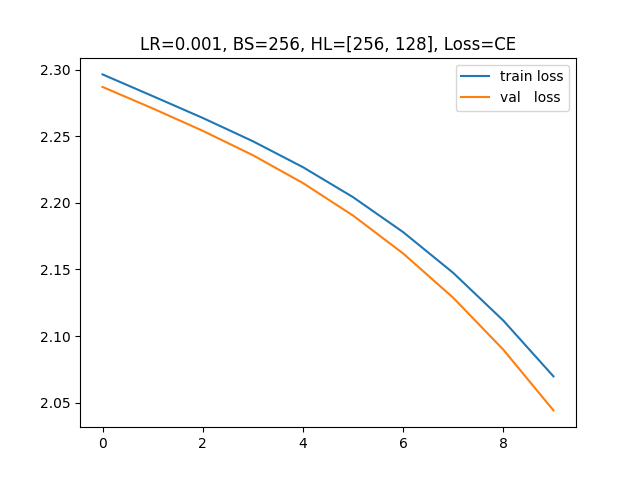 LR=0.001, BS=256, HL=[256, 128], Loss=CE
train loss
val   loss
2.30
2.25
2.20
2.15
2.10
2.05
0 2 4 6 8